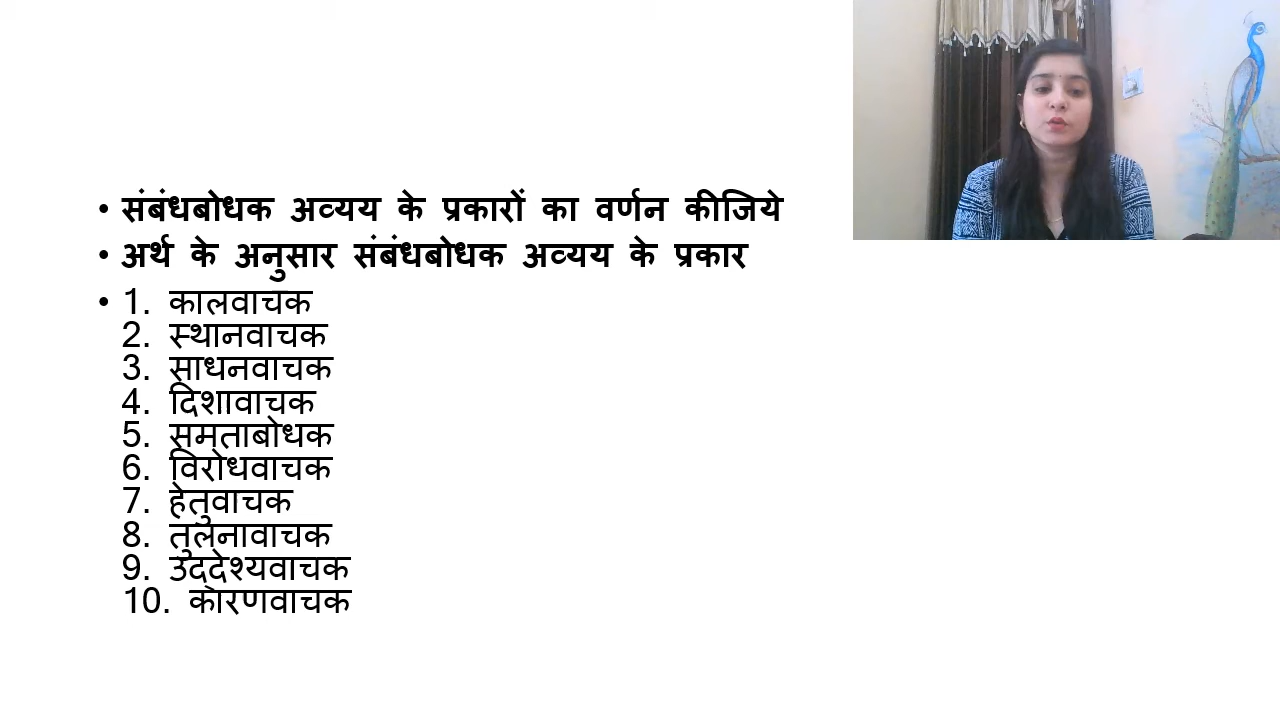 • संबंधबोधक अव्यय के प्रकारों का वर्णन कीजिये
• अर्थ के अनुसार संबंधबोधक अव्यय के प्रकार
• 1. कालवाचक
2. स्थानवाचक
3. साधनवाचक
4. दिशावाचक
5. समताबोधक
6. विरोधवाचक
7. हेतुवाचक
8. तुलनावाचक
9. उद्देश्यवाचक
10. कारणवाचक